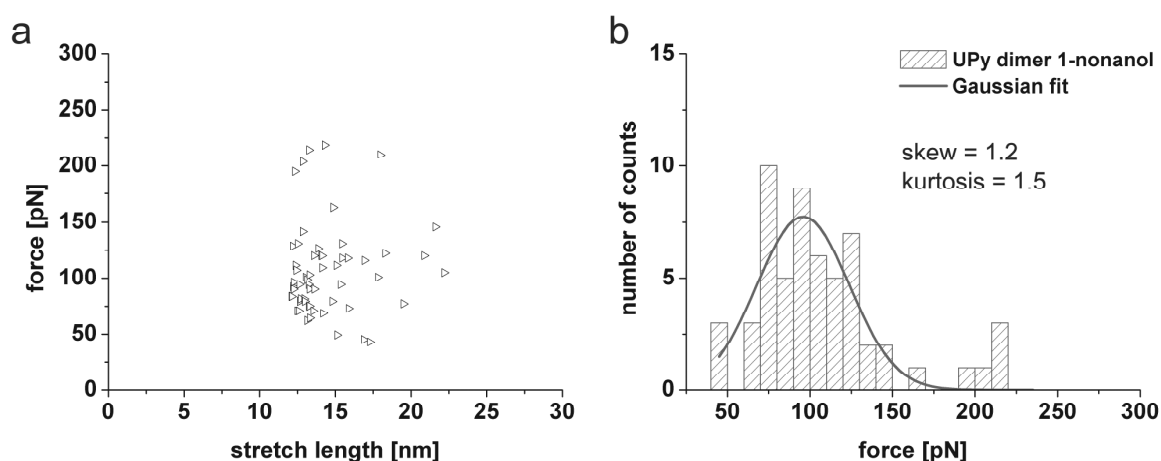 a
300
250
200
150
100
50
0
force [pN]
0 5 10 15 20 25 30
stretch length [nm]
b
15
10
5
0
number of counts
UPy dimer 1-nonanol
Gaussian fit
skew = 1.2
kurtosis = 1.5
50 100 150 200 250 300
force [pN]